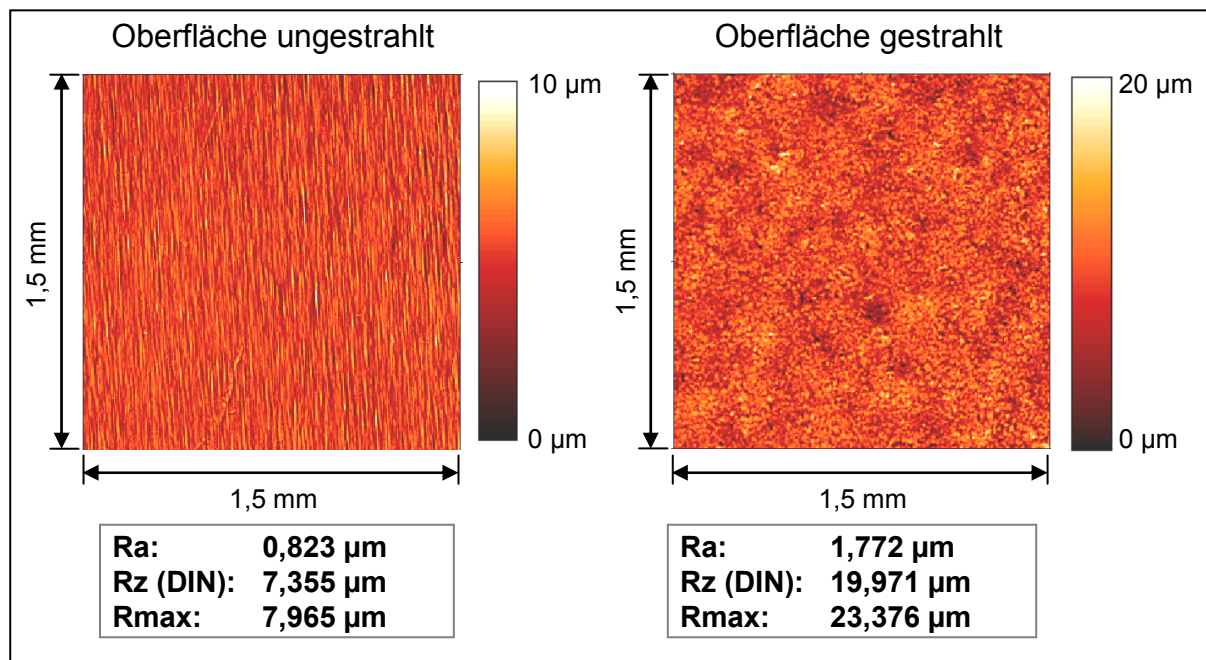 Oberfläche ungestrahlt
10 µm
0 µm
1,5 mm
1,5 mm
Ra: 0,823 µm
Rz (DIN): 7,355 µm
Rmax: 7,965 µm
Oberfläche gestrahlt
20 µm
0 µm
1,5 mm
1,5 mm
Ra: 1,772 µm
Rz (DIN): 19,971 µm
Rmax: 23,376 µm